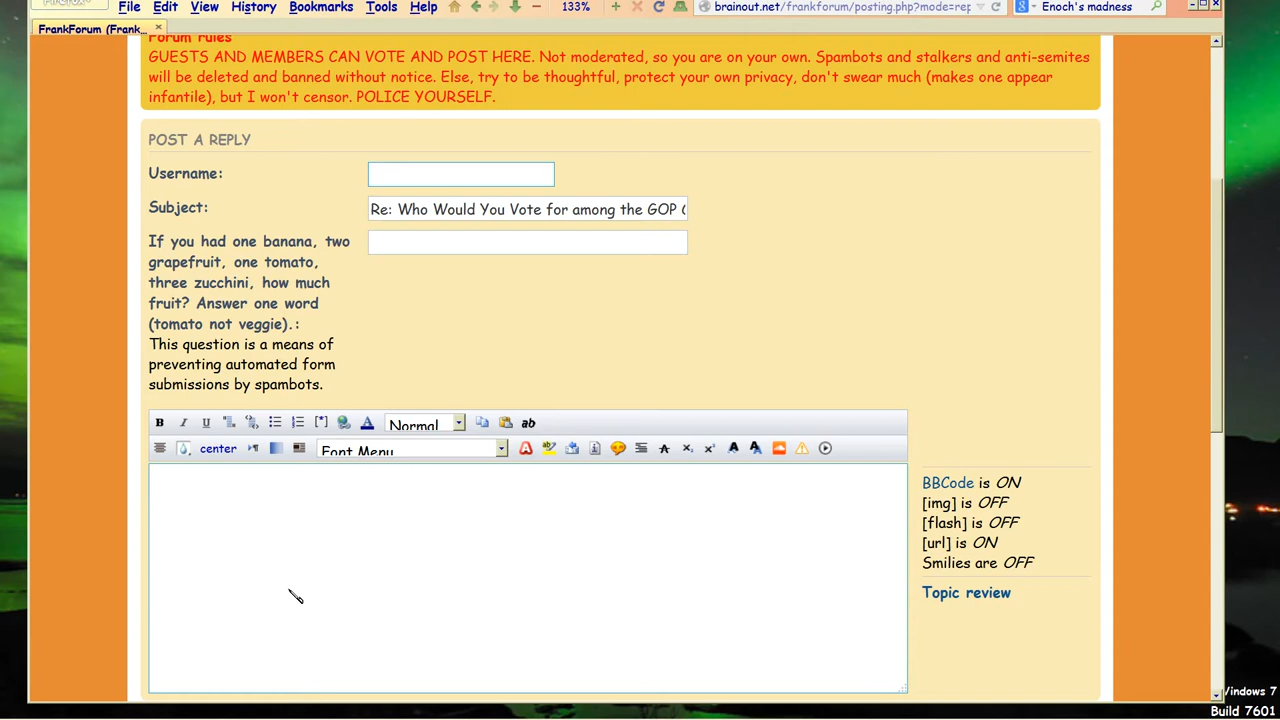 File Edit View History Bookmarks Tools Help 133% brainout.net/frankforum/posting.php?mode=rep Enoch's madness
FrankForum (Frank...
Forum rules
GUESTS AND MEMBERS CAN VOTE AND POST HERE. Not moderated, so you are on your own. Spambots and stalkers and anti-semites
will be deleted and banned without notice. Else, try to be thoughtful, protect your own privacy, don't swear much (makes one appear
infantile), but I won't censor. POLICE YOURSELF.
POST A REPLY
Username:
Subject: Re: Who Would You Vote for among the GOP
If you had one banana, two
grapefruit, one tomato,
three zucchini, how much
fruit? Answer one word
(tomato not veggie).:
This question is a means of
preventing automated form
submissions by spambots.
B i U Normal ab
center Font Menu
BBCode is ON
[img] is OFF
[flash] is OFF
[url] is ON
Smilies are OFF
Topic review
Windows 7
Build 7601